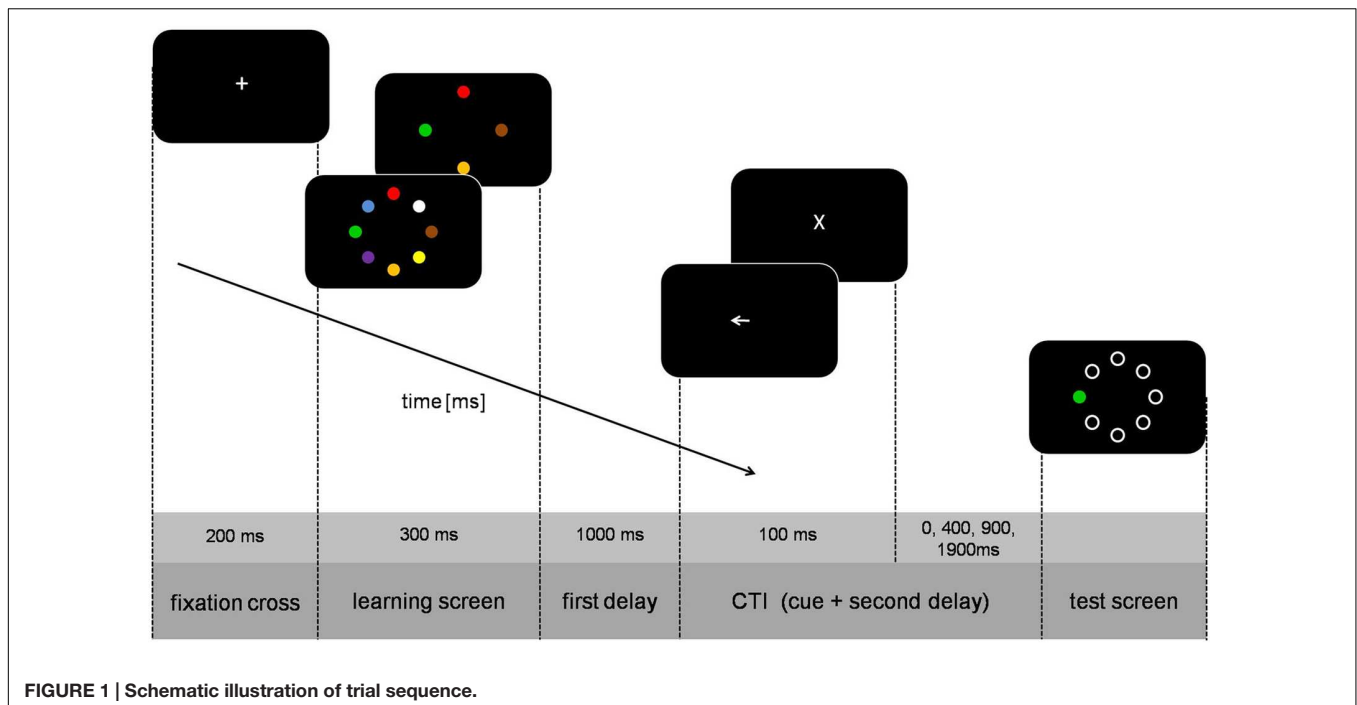 +
X
←
time [ms]
200 ms
300 ms
1000 ms
100 ms
0, 400, 900,
1900ms
fixation cross
learning screen
first delay
CTI (cue + second delay)
test screen
FIGURE 1 | Schematic illustration of trial sequence.